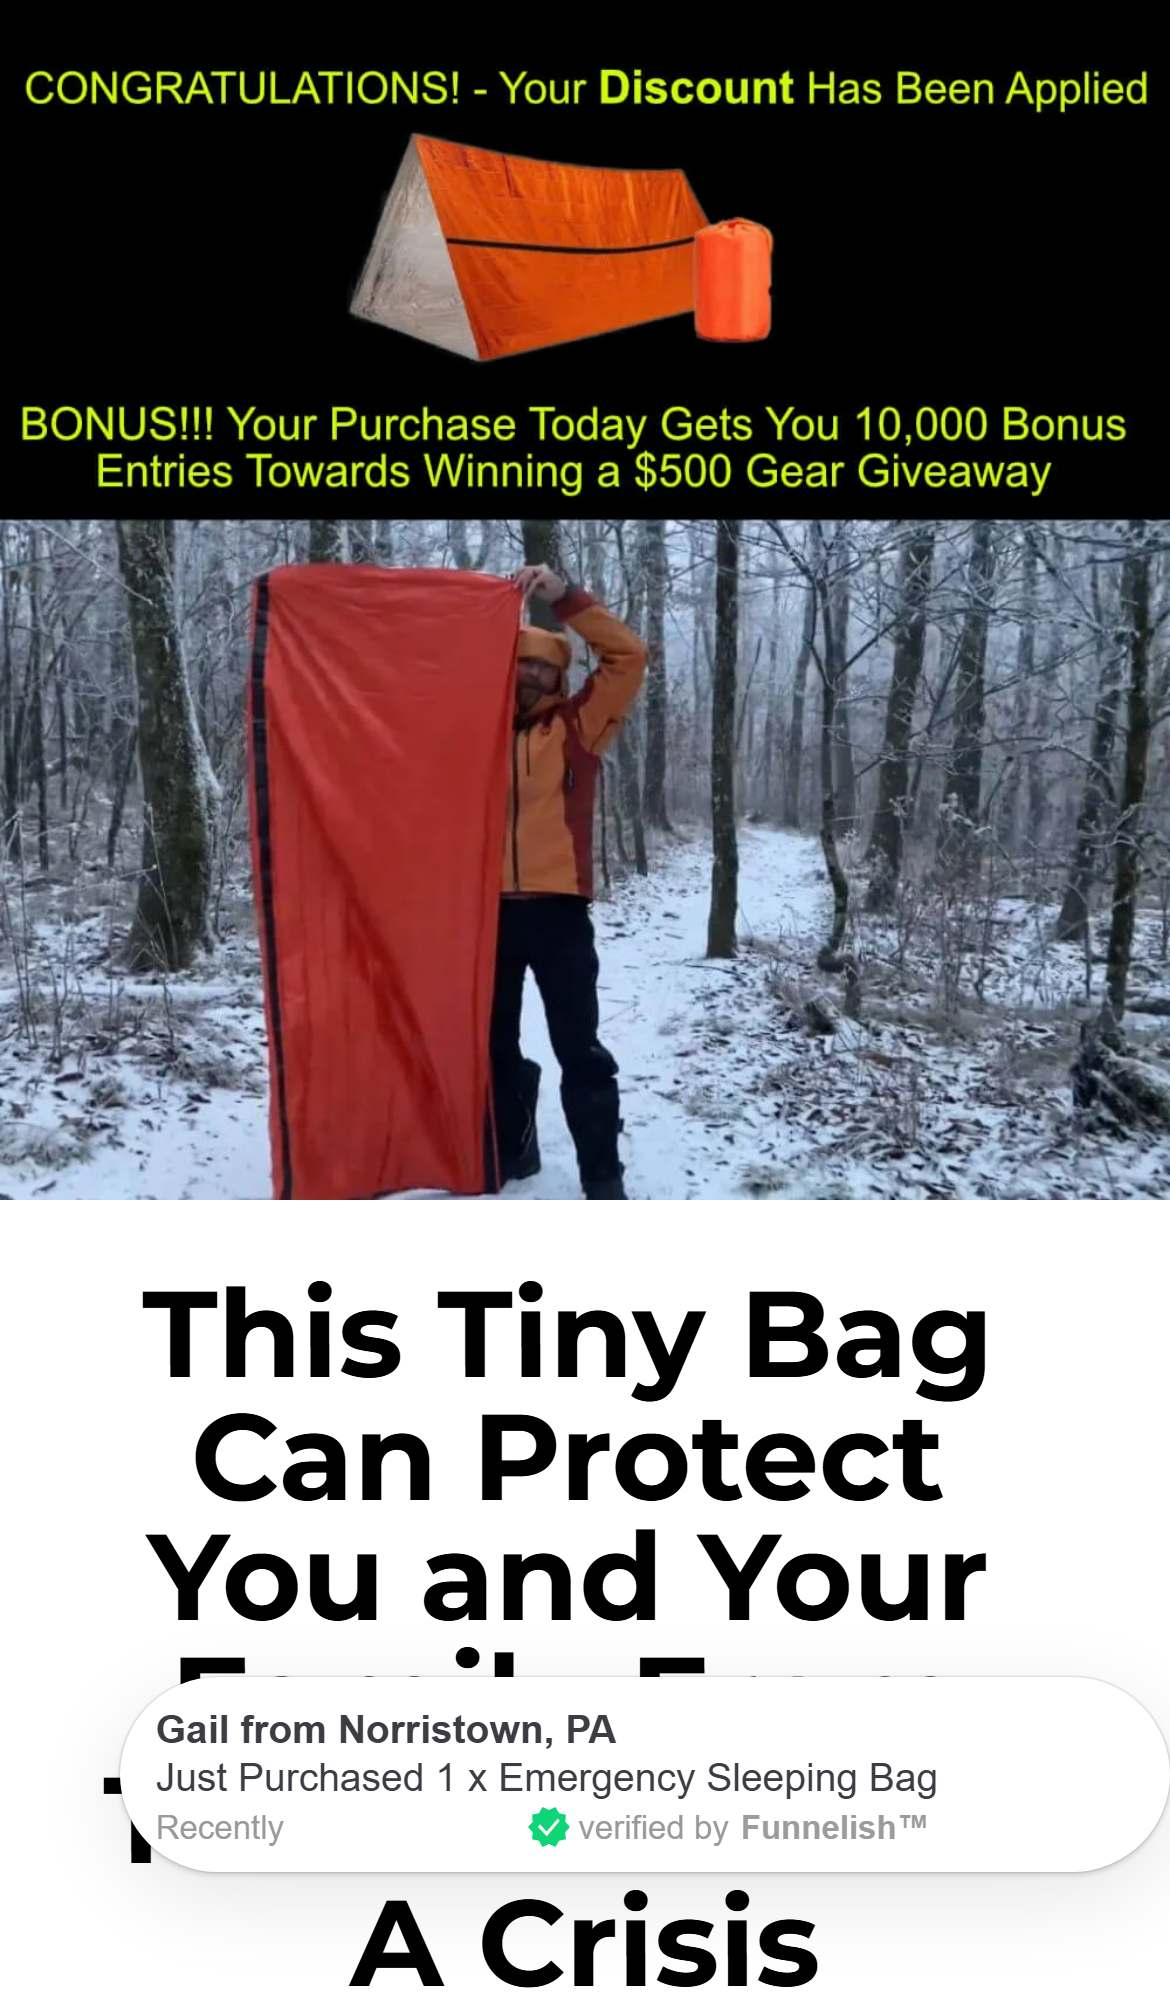 CONGRATULATIONS! - Your Discount Has Been Applied
BONUS!!! Your Purchase Today Gets You 10,000 Bonus
Entries Towards Winning a $500 Gear Giveaway
This Tiny Bag
Can Protect
You and Your
Gail from Norristown, PA
Just Purchased 1 x Emergency Sleeping Bag
Recently
verified by Funnelish™
A Crisis